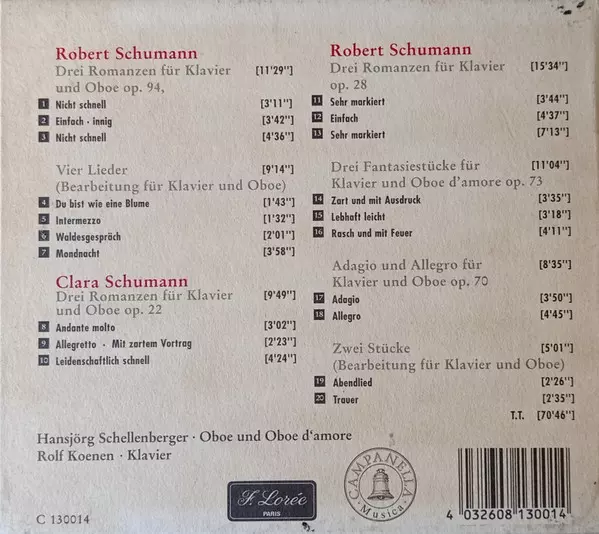 Robert Schumann
Drei Romanzen für Klavier [11'29"]
und Oboe op. 94,
1 Nicht schnell [3'11"]
2 Einfach · innig [3'42"]
3 Nicht schnell [4'36"]
Vier Lieder [9'14"]
(Bearbeitung für Klavier und Oboe)
4 Du bist wie eine Blume [1'43"]
5 Intermezzo [1'32"]
6 Waldesgespräch [2'01"]
7 Mondnacht [3'58"]
Clara Schumann
Drei Romanzen für Klavier [9'49"]
und Oboe op. 22
8 Andante molto [3'02"]
9 Allegretto · Mit zartem Vortrag [2'23"]
10 Leidenschaftlich schnell [4'24"]
Robert Schumann
Drei Romanzen für Klavier [15'34"]
op. 28
11 Sehr markiert [3'44"]
12 Einfach [4'37"]
13 Sehr markiert [7'13"]
Drei Fantasiestücke für [11'04"]
Klavier und Oboe d'amore op. 73
14 Zart und mit Ausdruck [3'35"]
15 Lebhaft leicht [3'18"]
16 Rasch und mit Feuer [4'11"]
Adagio und Allegro für [8'35"]
Klavier und Oboe op. 70
17 Adagio [3'50"]
18 Allegro [4'45"]
Zwei Stücke [5'01"]
(Bearbeitung für Klavier und Oboe)
19 Abendlied [2'26"]
20 Trauer [2'35"]
T.T. [70'46"]
Hansjörg Schellenberger · Oboe und Oboe d'amore
Rolf Koenen · Klavier
C 130014
F. Lorée
PARIS
CAMPANELLA
Musica
4 032608 130014